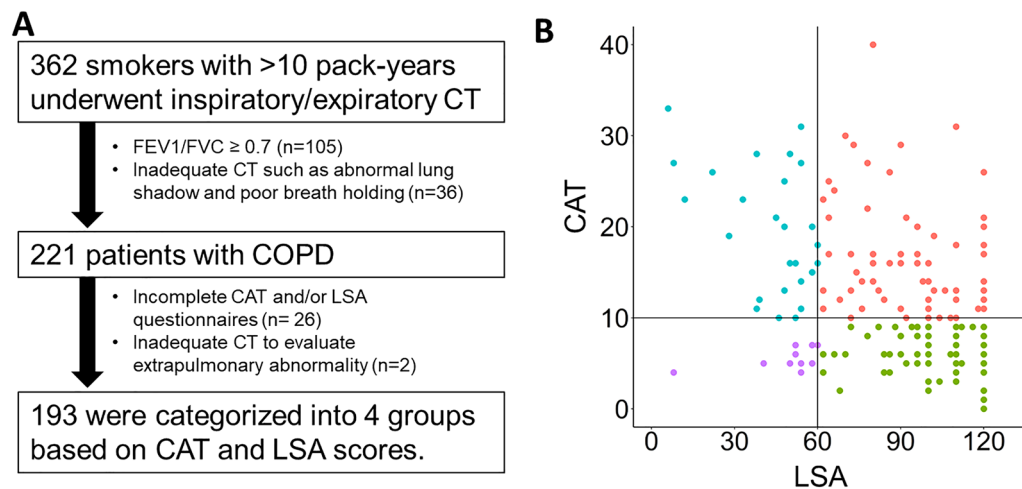 A
362 smokers with >10 pack-years
underwent inspiratory/expiratory CT
• FEV1/FVC ≥ 0.7 (n=105)
• Inadequate CT such as abnormal lung
shadow and poor breath holding (n=36)
221 patients with COPD
• Incomplete CAT and/or LSA
questionnaires (n= 26)
• Inadequate CT to evaluate
extrapulmonary abnormality (n=2)
193 were categorized into 4 groups
based on CAT and LSA scores.
B
CAT
40
30
20
10
0
0 30 60 90 120
LSA